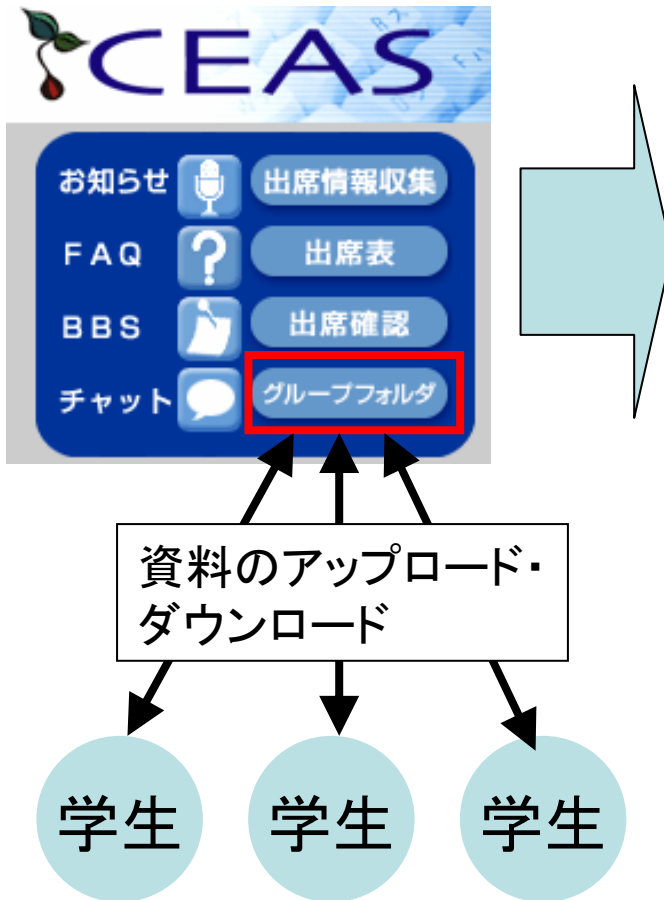 CEAS
お知らせ 出席情報収集
FAQ 出席表
BBS 出席確認
チャット グループフォルダ
資料のアップロード・
ダウンロード
学生 学生 学生